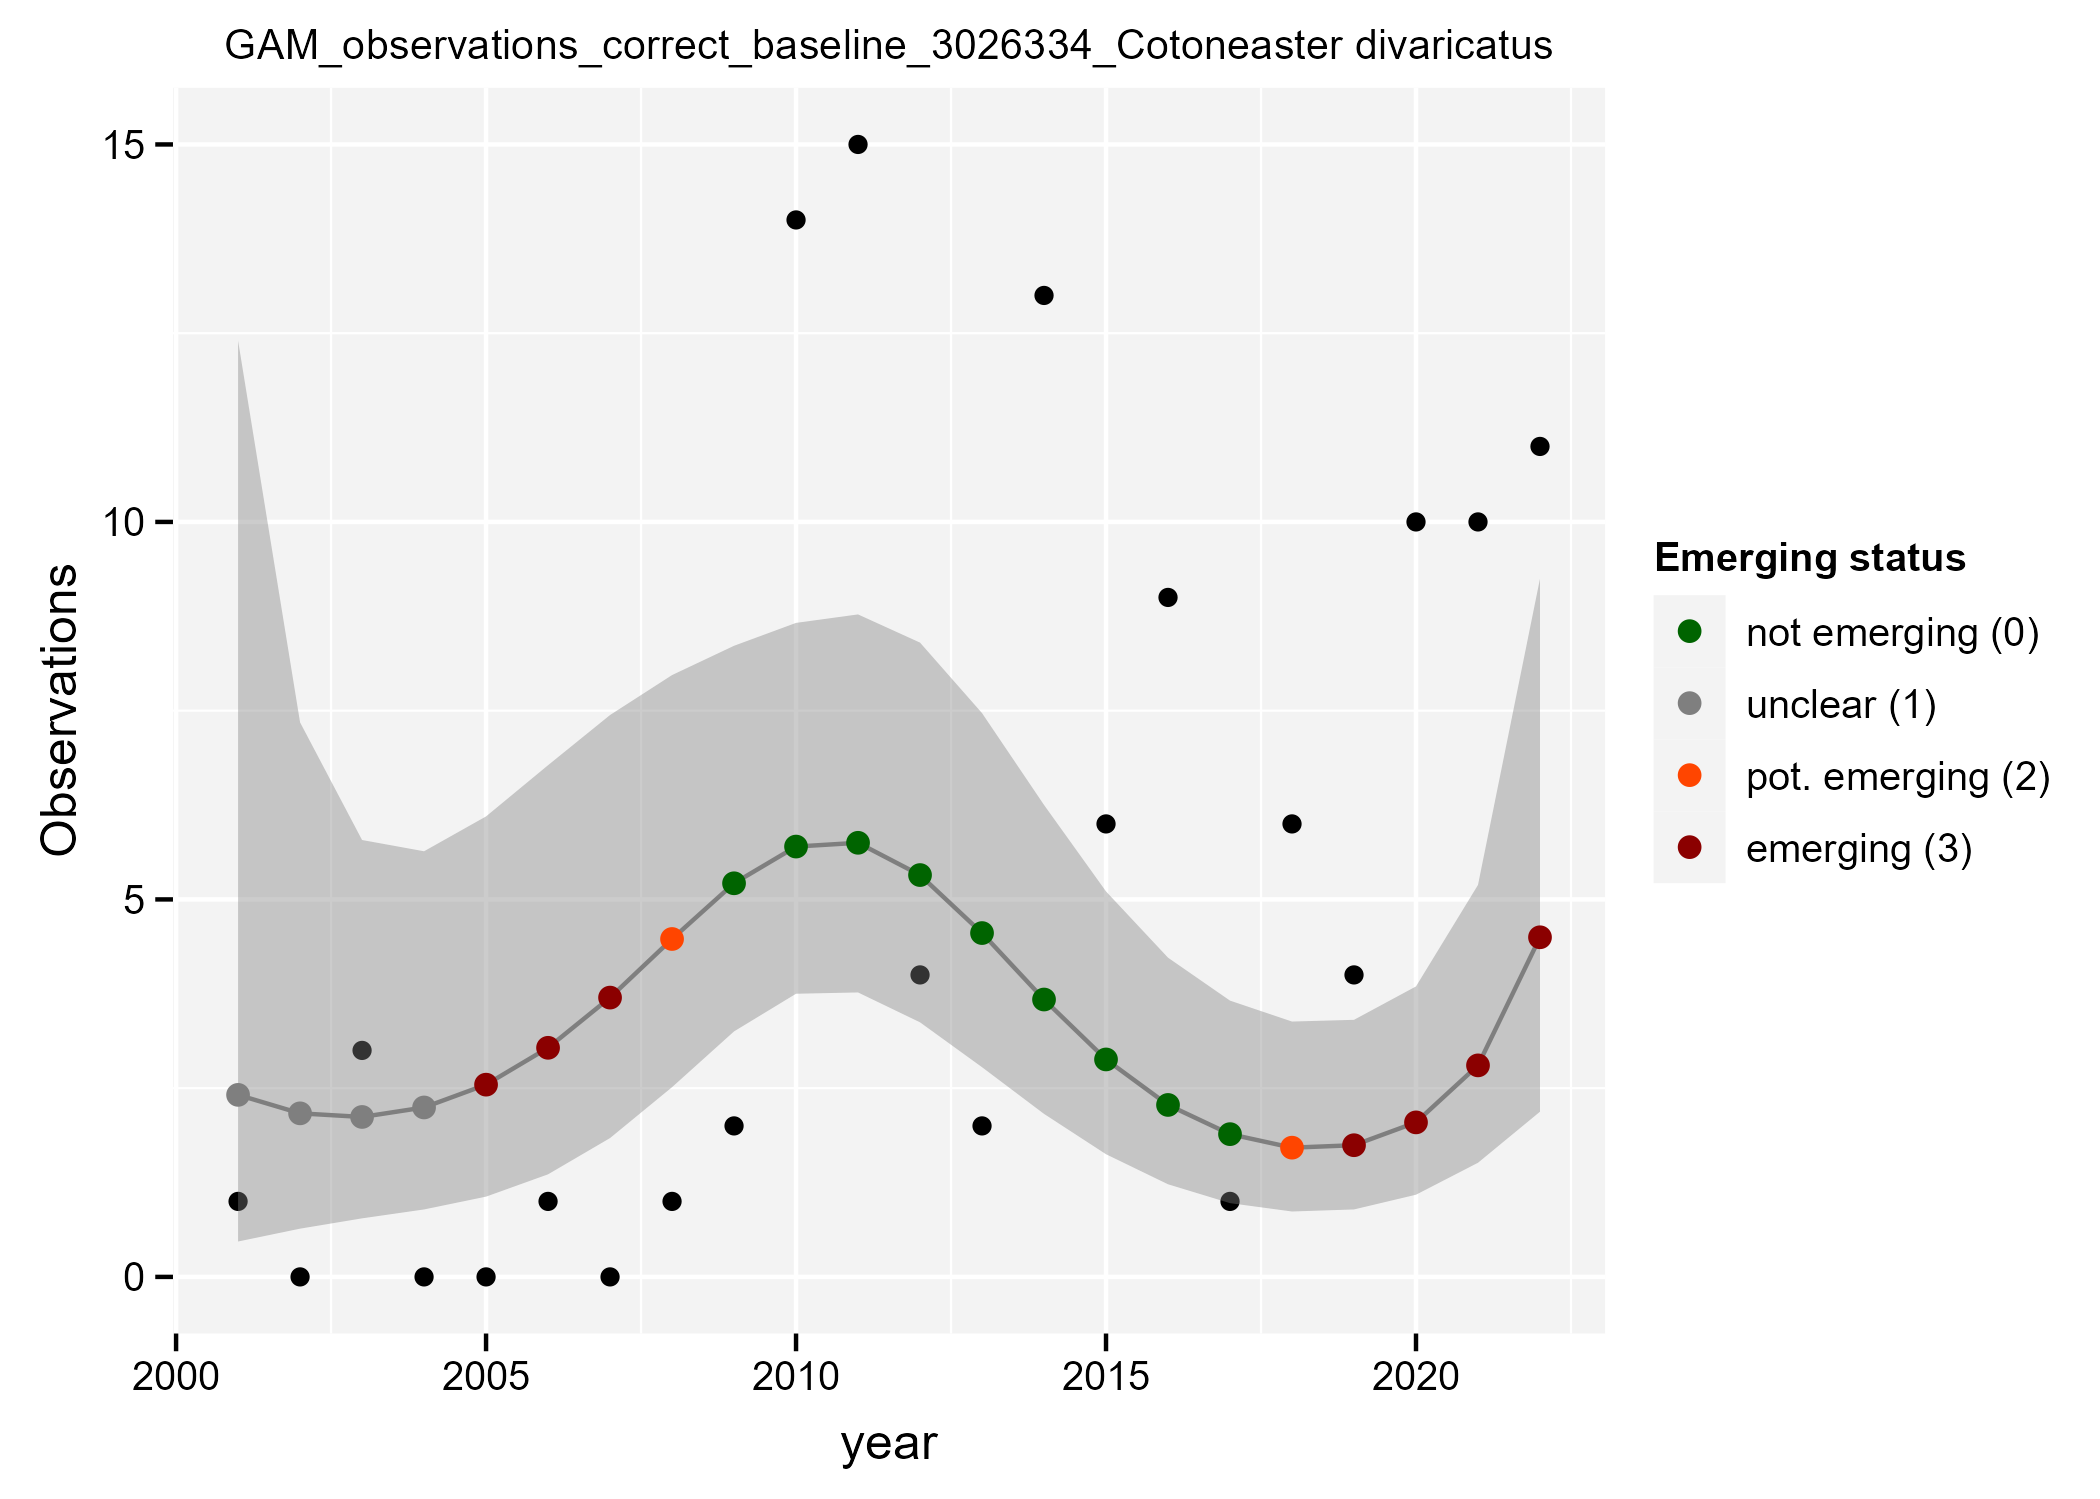 GAM_observations_correct_baseline_3026334_Cotoneaster divaricatus
15
10
5
0
Observations
2000 2005 2010 2015 2020
year
Emerging status
not emerging (0)
unclear (1)
pot. emerging (2)
emerging (3)